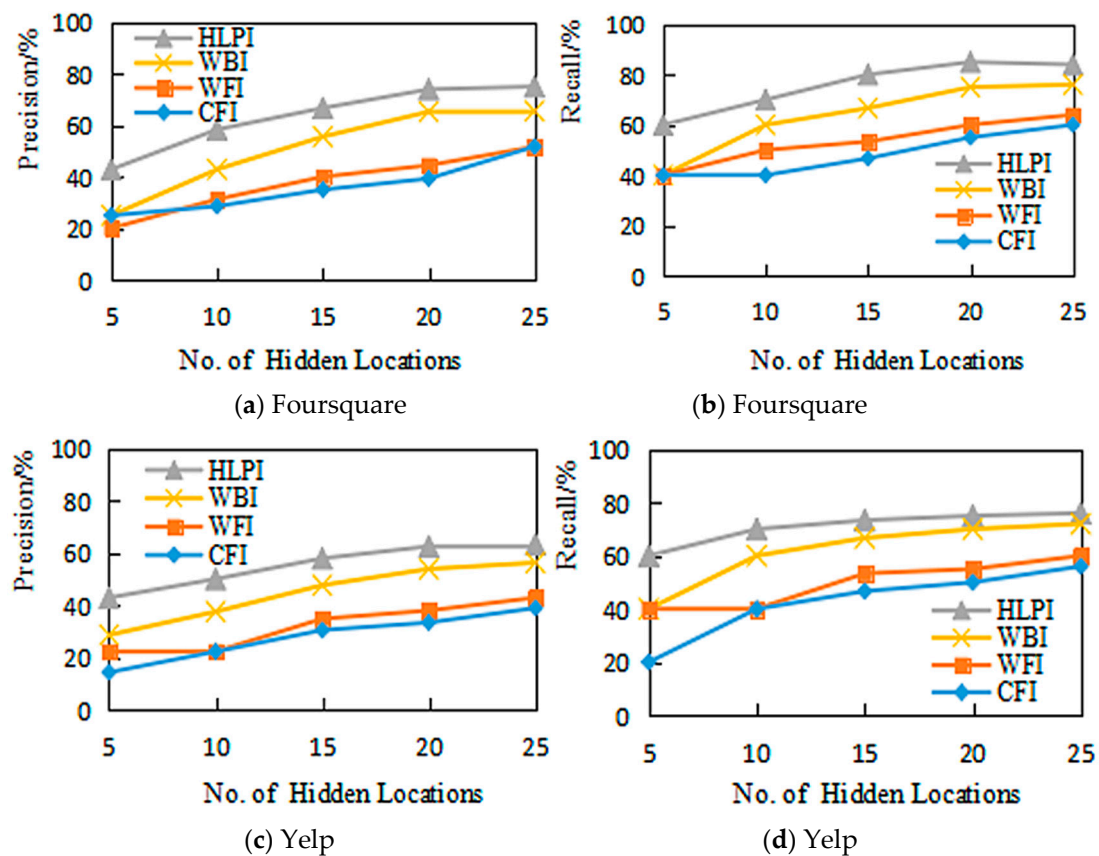 Precision/%
100
80
60
40
20
0
HLPI
WBI
WFI
CFI
5 10 15 20 25
No. of Hidden Locations
(a) Foursquare
Recall/%
100
80
60
40
20
0
HLPI
WBI
WFI
CFI
5 10 15 20 25
No. of Hidden Locations
(b) Foursquare
Precision/%
100
80
60
40
20
0
HLPI
WBI
WFI
CFI
5 10 15 20 25
No. of Hidden Locations
(c) Yelp
Recall/%
100
80
60
40
20
0
HLPI
WBI
WFI
CFI
5 10 15 20 25
No. of Hidden Locations
(d) Yelp